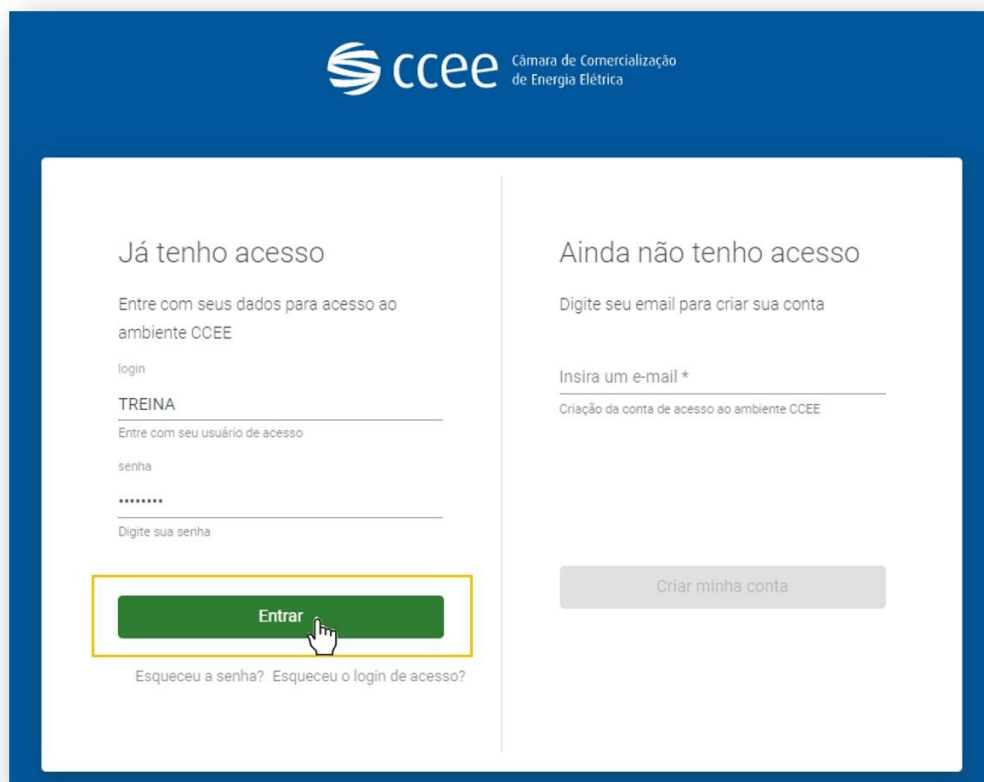 ccee
Câmara de Comercialização
de Energia Elétrica
Já tenho acesso
Entre com seus dados para acesso ao
ambiente CCEE
login
TREINA
Entre com seu usuário de acesso
senha
••••••••
Digite sua senha
Entrar
Esqueceu a senha? Esqueceu o login de acesso?
Ainda não tenho acesso
Digite seu email para criar sua conta
Insira um e-mail *
Criação da conta de acesso ao ambiente CCEE
Criar minha conta